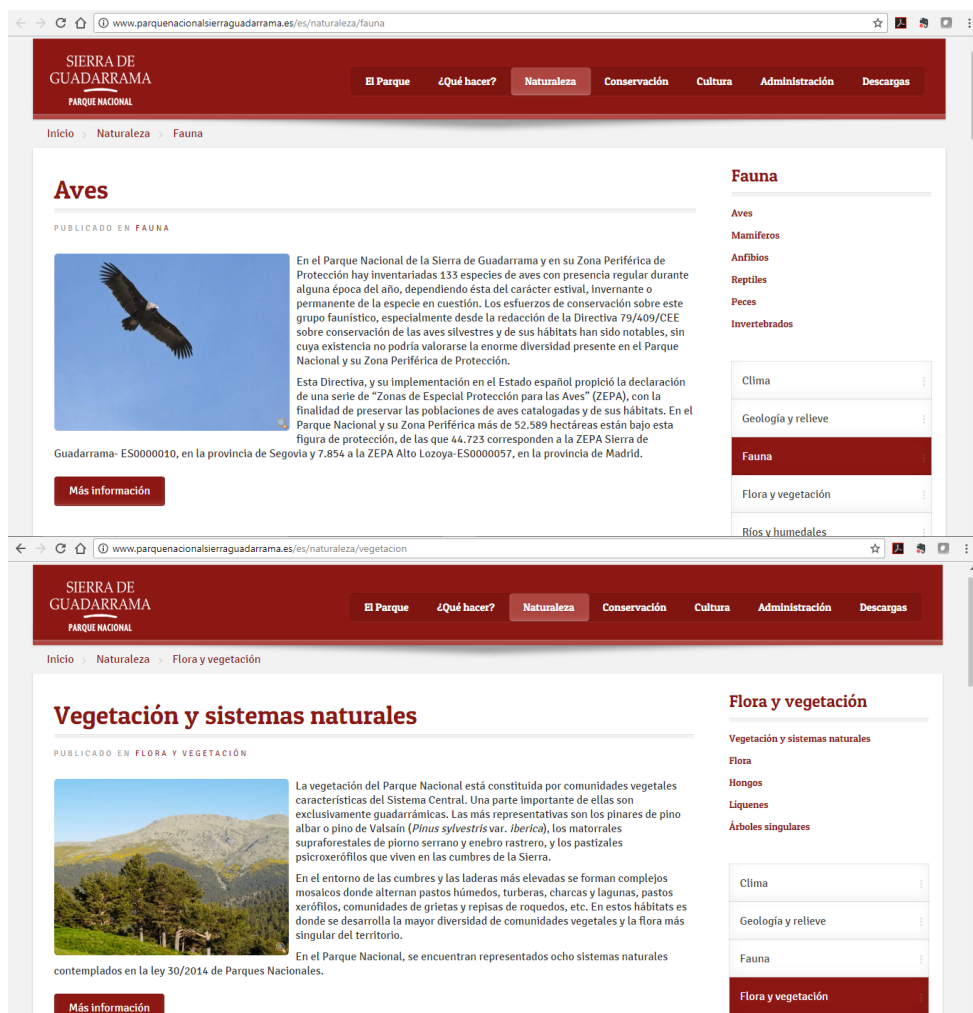 www.parquenacionalsierraguadarrama.es/es/naturaleza/fauna
SIERRA DE
GUADARRAMA
PARQUE NACIONAL
El Parque ¿Qué hacer? Naturaleza Conservación Cultura Administración Descargas
Inicio > Naturaleza > Fauna
Aves
PUBLICADO EN FAUNA
En el Parque Nacional de la Sierra de Guadarrama y en su Zona Periférica de
Protección hay inventariadas 133 especies de aves con presencia regular durante
alguna época del año, dependiendo ésta del carácter estival, invernante o
permanente de la especie en cuestión. Los esfuerzos de conservación sobre este
grupo faunístico, especialmente desde la redacción de la Directiva 79/409/CEE
sobre conservación de las aves silvestres y de sus hábitats han sido notables, sin
cuya existencia no podría valorarse la enorme diversidad presente en el Parque
Nacional y su Zona Periférica de Protección.
Esta Directiva, y su implementación en el Estado español propició la declaración
de una serie de “Zonas de Especial Protección para las Aves” (ZEPA), con la
finalidad de preservar las poblaciones de aves catalogadas y de sus hábitats. En el
Parque Nacional y su Zona Periférica más de 52.589 hectáreas están bajo esta
figura de protección, de las que 44.723 corresponden a la ZEPA Sierra de
Guadarrama- ES0000010, en la provincia de Segovia y 7.854 a la ZEPA Alto Lozoya-ES0000057, en la provincia de Madrid.
Más información
Fauna
Aves
Mamíferos
Anfibios
Reptiles
Peces
Invertebrados
Clima
Geología y relieve
Fauna
Flora y vegetación
Ríos y humedales
www.parquenacionalsierraguadarrama.es/es/naturaleza/vegetacion
SIERRA DE
GUADARRAMA
PARQUE NACIONAL
El Parque ¿Qué hacer? Naturaleza Conservación Cultura Administración Descargas
Inicio > Naturaleza > Flora y vegetación
Vegetación y sistemas naturales
PUBLICADO EN FLORA Y VEGETACIÓN
La vegetación del Parque Nacional está constituida por comunidades vegetales
características del Sistema Central. Una parte importante de ellas son
exclusivamente guadarrámicas. Las más representativas son los pinares de pino
albar o pino de Valsaín (Pinus sylvestris var. iberica), los matorrales
supraforestales de piorno serrano y enebro rastrero, y los pastizales
psicroxerófilos que viven en las cumbres de la Sierra.
En el entorno de las cumbres y las laderas más elevadas se forman complejos
mosaicos donde alternan pastos húmedos, turberas, charcas y lagunas, pastos
xerófilos, comunidades de grietas y repisas de roquedos, etc. En estos hábitats es
donde se desarrolla la mayor diversidad de comunidades vegetales y la flora más
singular del territorio.
En el Parque Nacional, se encuentran representados ocho sistemas naturales
contemplados en la ley 30/2014 de Parques Nacionales.
Más información
Flora y vegetación
Vegetación y sistemas naturales
Flora
Hongos
Líquenes
Árboles singulares
Clima
Geología y relieve
Fauna
Flora y vegetación